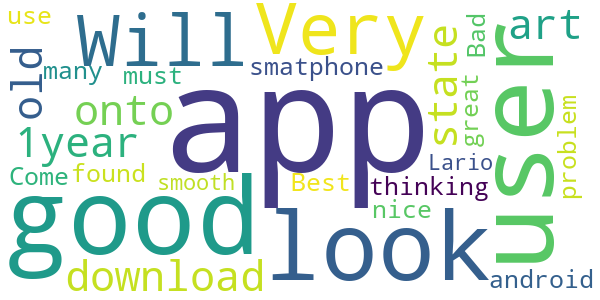 use
Will
Very
user
art
Bad
old
many
must
smatphone
state
great
app
onto
1year
problem
Come
found
smooth
Best
Lario
thinking
nice
good
look
download
android